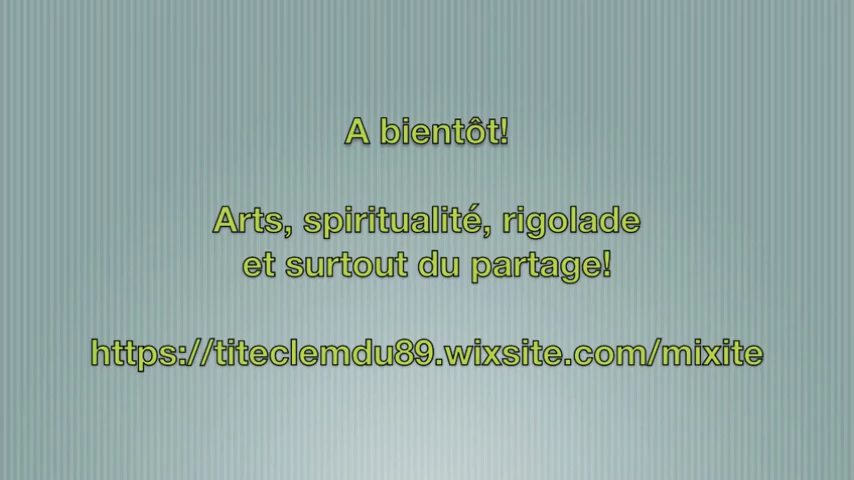 A bientôt!
Arts, spiritualité, rigolade
et surtout du partage!
https://titeclemdu89.wixsite.com/mixite